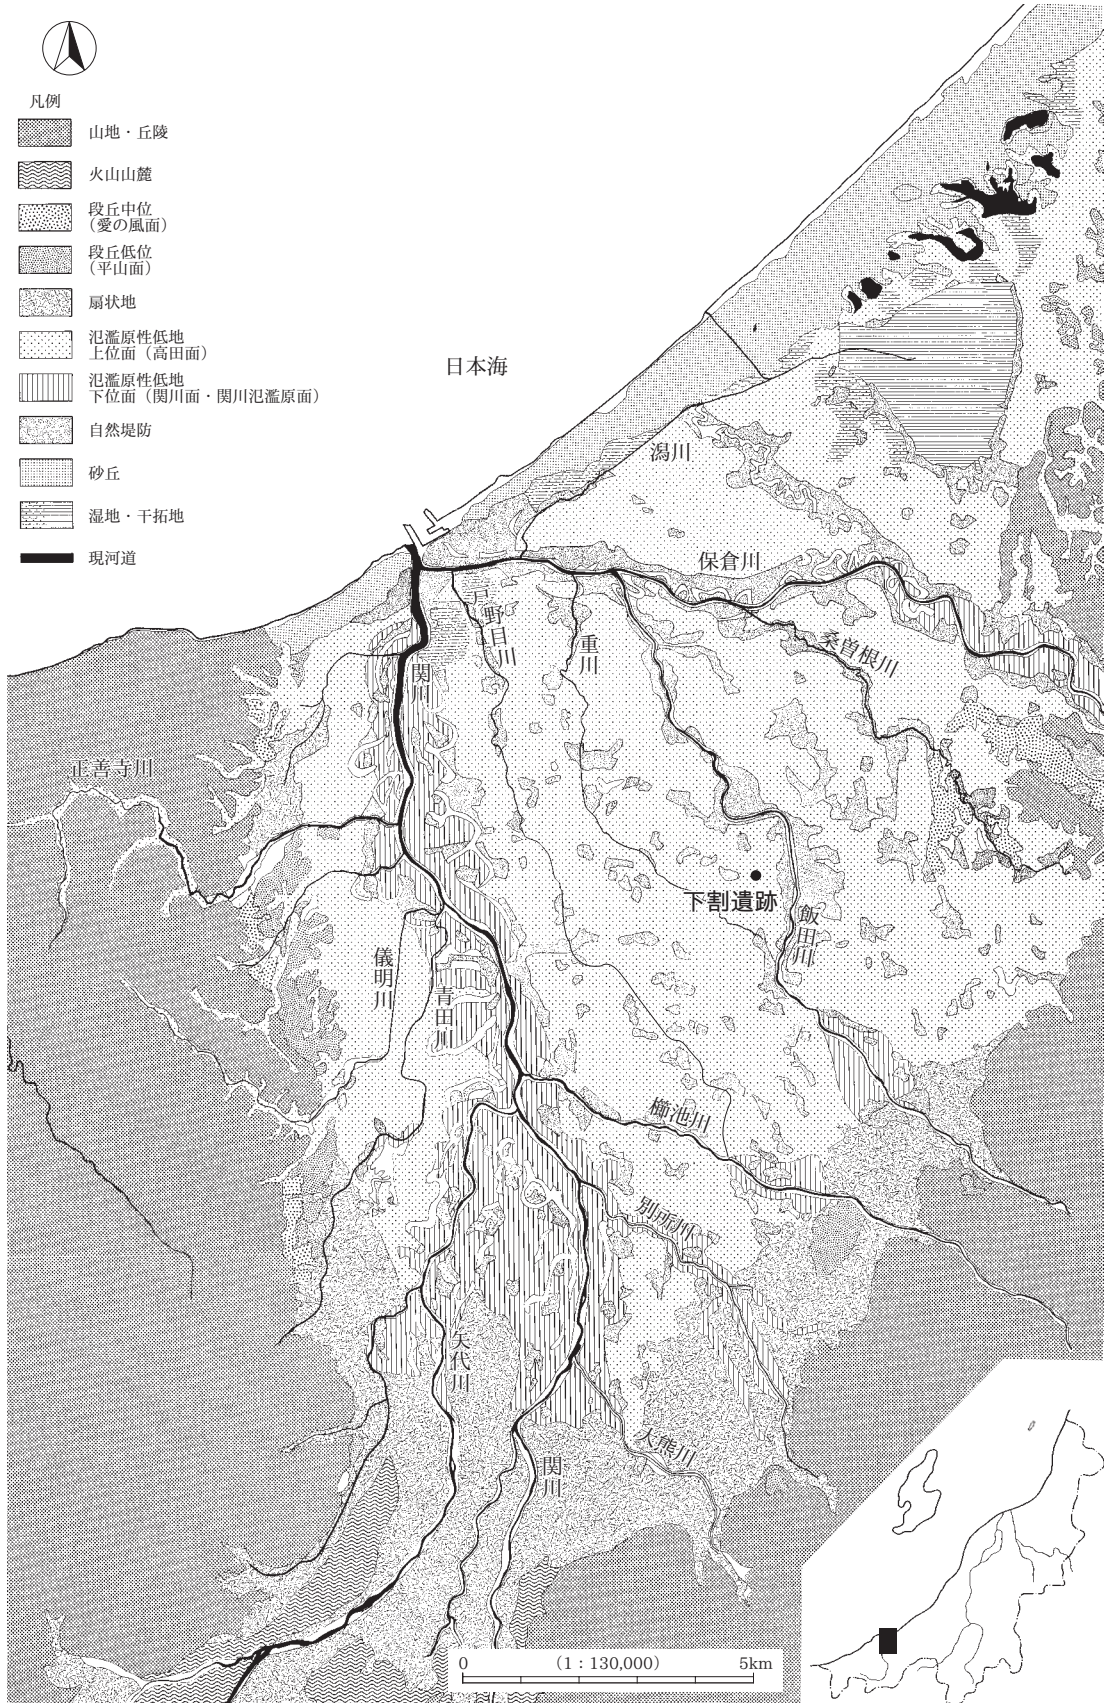 凡例
山地・丘陵
火山山麓
段丘中位
（愛の風面）
段丘低位
（平山面）
扇状地
氾濫原性低地
上位面（高田面）
氾濫原性低地
下位面（関川面・関川氾濫原面）
自然堤防
砂丘
湿地・干拓地
現河道
日本海
潟川
保倉川
戸野目川
重川
桑曽根川
関川
正善寺川
下割遺跡
飯田川
儀明川
青田川
櫛池川
別所川
矢代川
大熊川
関川
0 （1：130,000） 5km